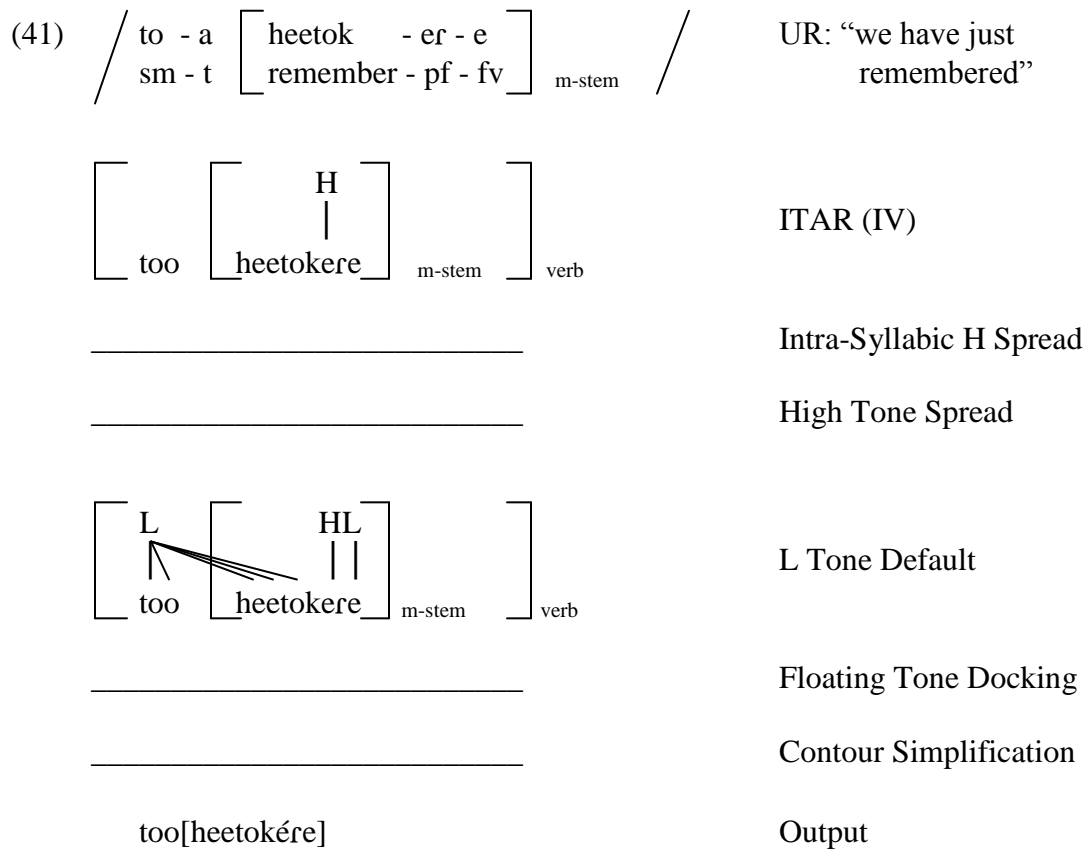 (41) / to - a [ heetok - eɾ - e UR: “we have just
sm - t [ remember - pf - fv ] m-stem / remembered”
H
too heetokeɾe m-stem verb ITAR (IV)
Intra-Syllabic H Spread
High Tone Spread
L HL
L Tone Default
too heetokeɾe m-stem verb
Floating Tone Docking
Contour Simplification
too[heetokéɾe] Output